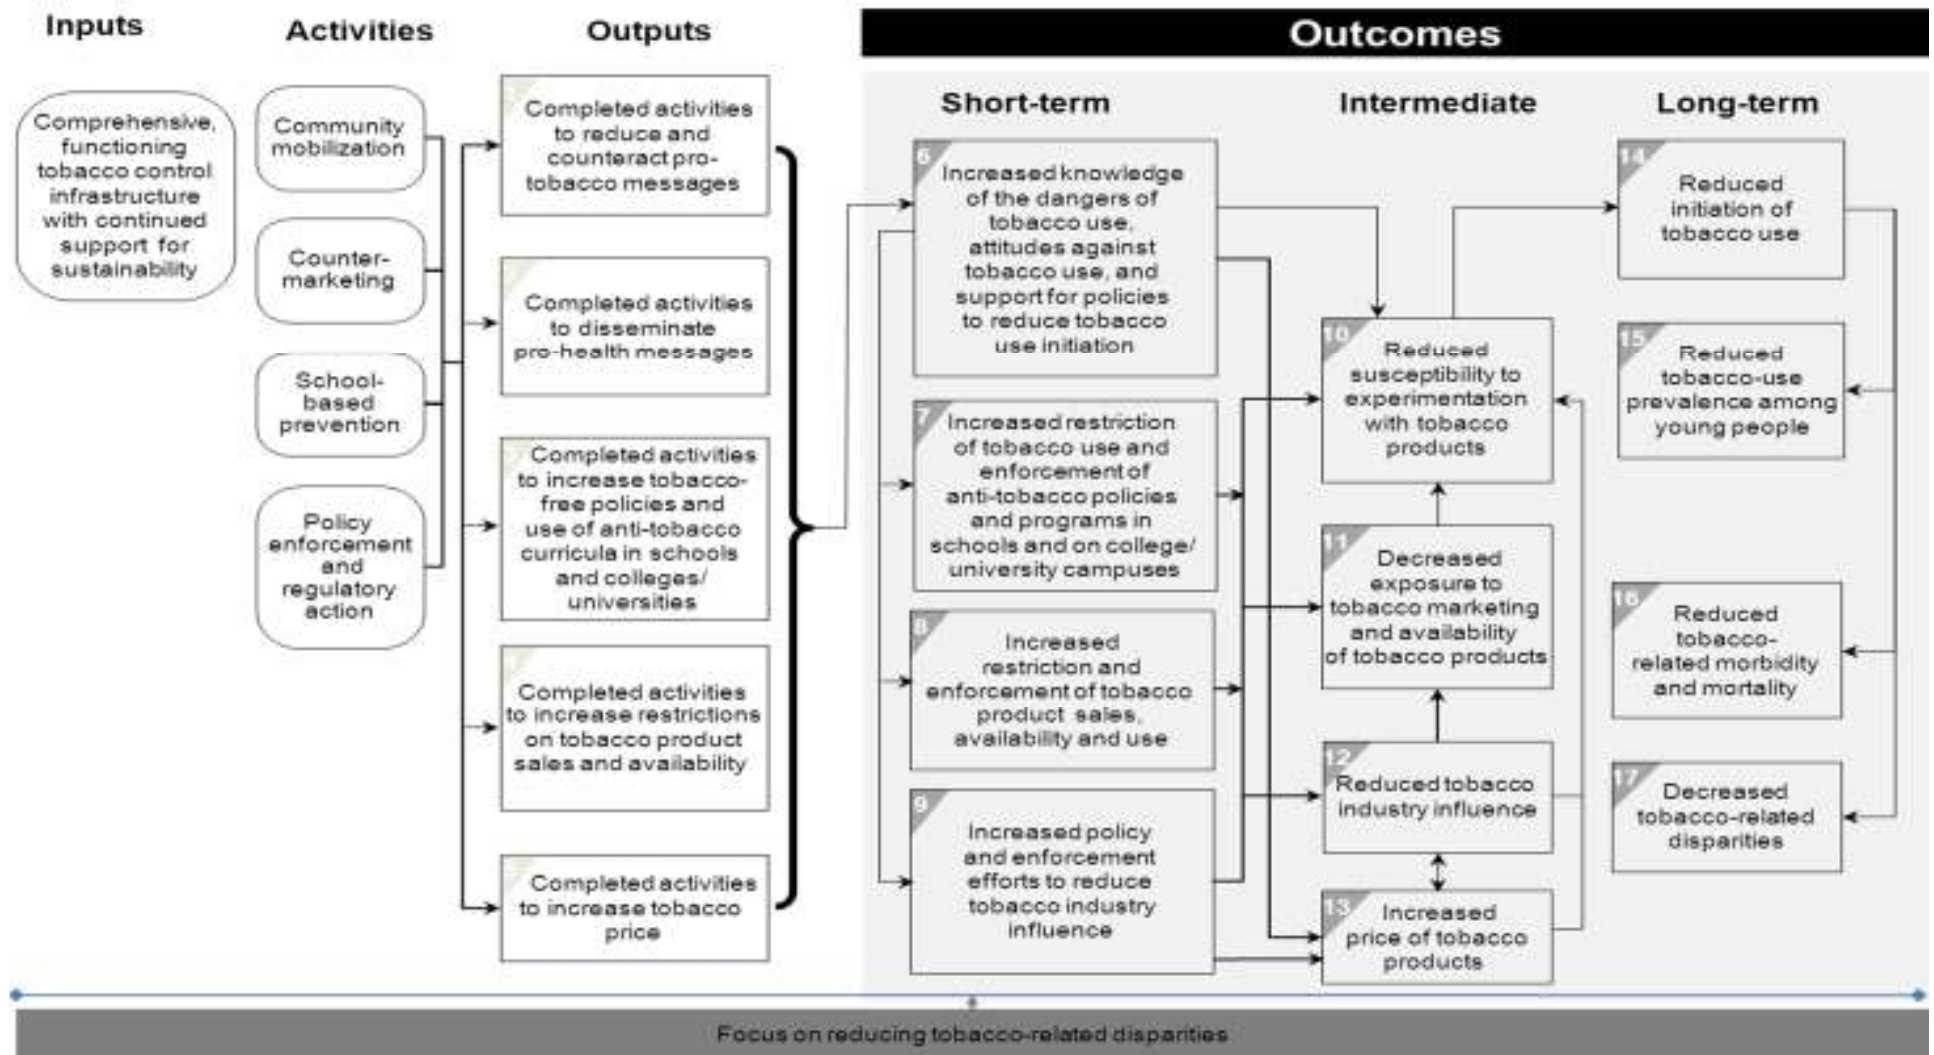 Inputs
Activities
Outputs
Outcomes
Short-term
Intermediate
Long-term
Comprehensive,
functioning
tobacco control
infrastructure
with continued
support for
sustainability
Community
mobilization
Counter-
marketing
School-
based
prevention
Policy
enforcement
and
regulatory
action
Completed activities
to reduce and
counteract pro-
tobacco messages
Completed activities
to disseminate
pro-health messages
Completed activities
to increase tobacco-
free policies and
use of anti-tobacco
curricula in schools
and colleges/
universities
Completed activities
to increase restrictions
on tobacco product
sales and availability
Completed activities
to increase tobacco
price
6
Increased knowledge
of the dangers of
tobacco use,
attitudes against
tobacco use, and
support for policies
to reduce tobacco
use initiation
7
Increased restriction
of tobacco use and
enforcement of
anti-tobacco policies
and programs in
schools and on college/
university campuses
8
Increased
restriction and
enforcement of tobacco
product sales,
availability and use
9
Increased policy
and enforcement
efforts to reduce
tobacco industry
influence
10
Reduced
susceptibility to
experimentation
with tobacco
products
11
Decreased
exposure to
tobacco marketing
and availability
of tobacco products
12
Reduced tobacco
industry influence
13
Increased
price of tobacco
products
14
Reduced
initiation of
tobacco use
15
Reduced
tobacco-use
prevalence among
young people
16
Reduced
tobacco-
related morbidity
and mortality
17
Decreased
tobacco-related
disparities
Focus on reducing tobacco-related disparities